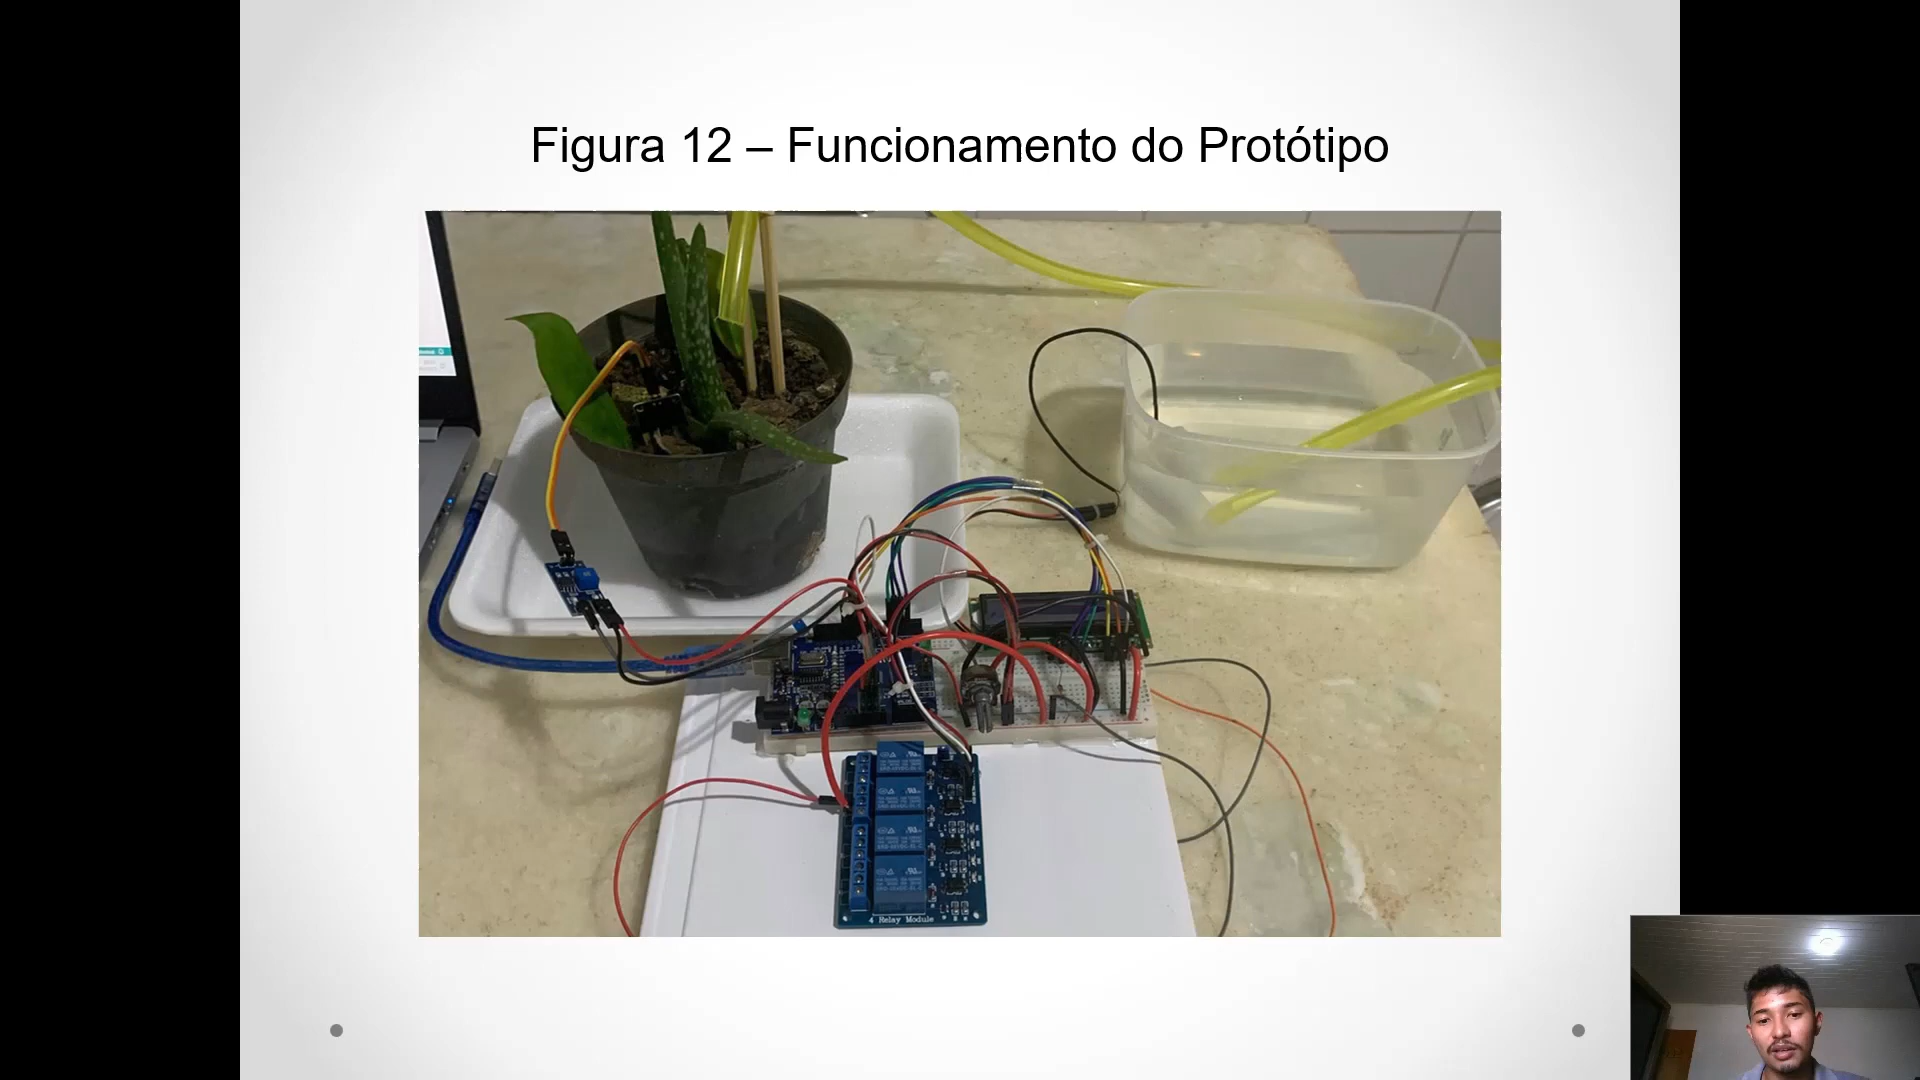 Figura 12 – Funcionamento do Protótipo
4 Relay Module